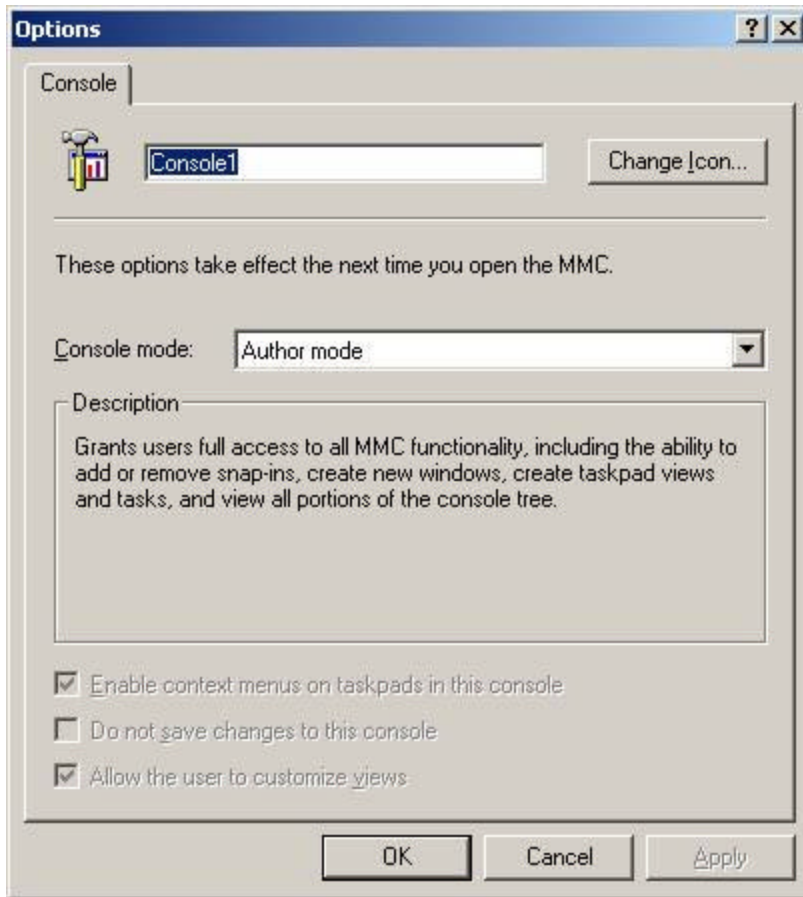 Options
Console
Console1
Change Icon...
These options take effect the next time you open the MMC.
Console mode:
Author mode
Description
Grants users full access to all MMC functionality, including the ability to
add or remove snap-ins, create new windows, create taskpad views
and tasks, and view all portions of the console tree.
Enable context menus on taskpads in this console
Do not save changes to this console
Allow the user to customize views
OK
Cancel
Apply